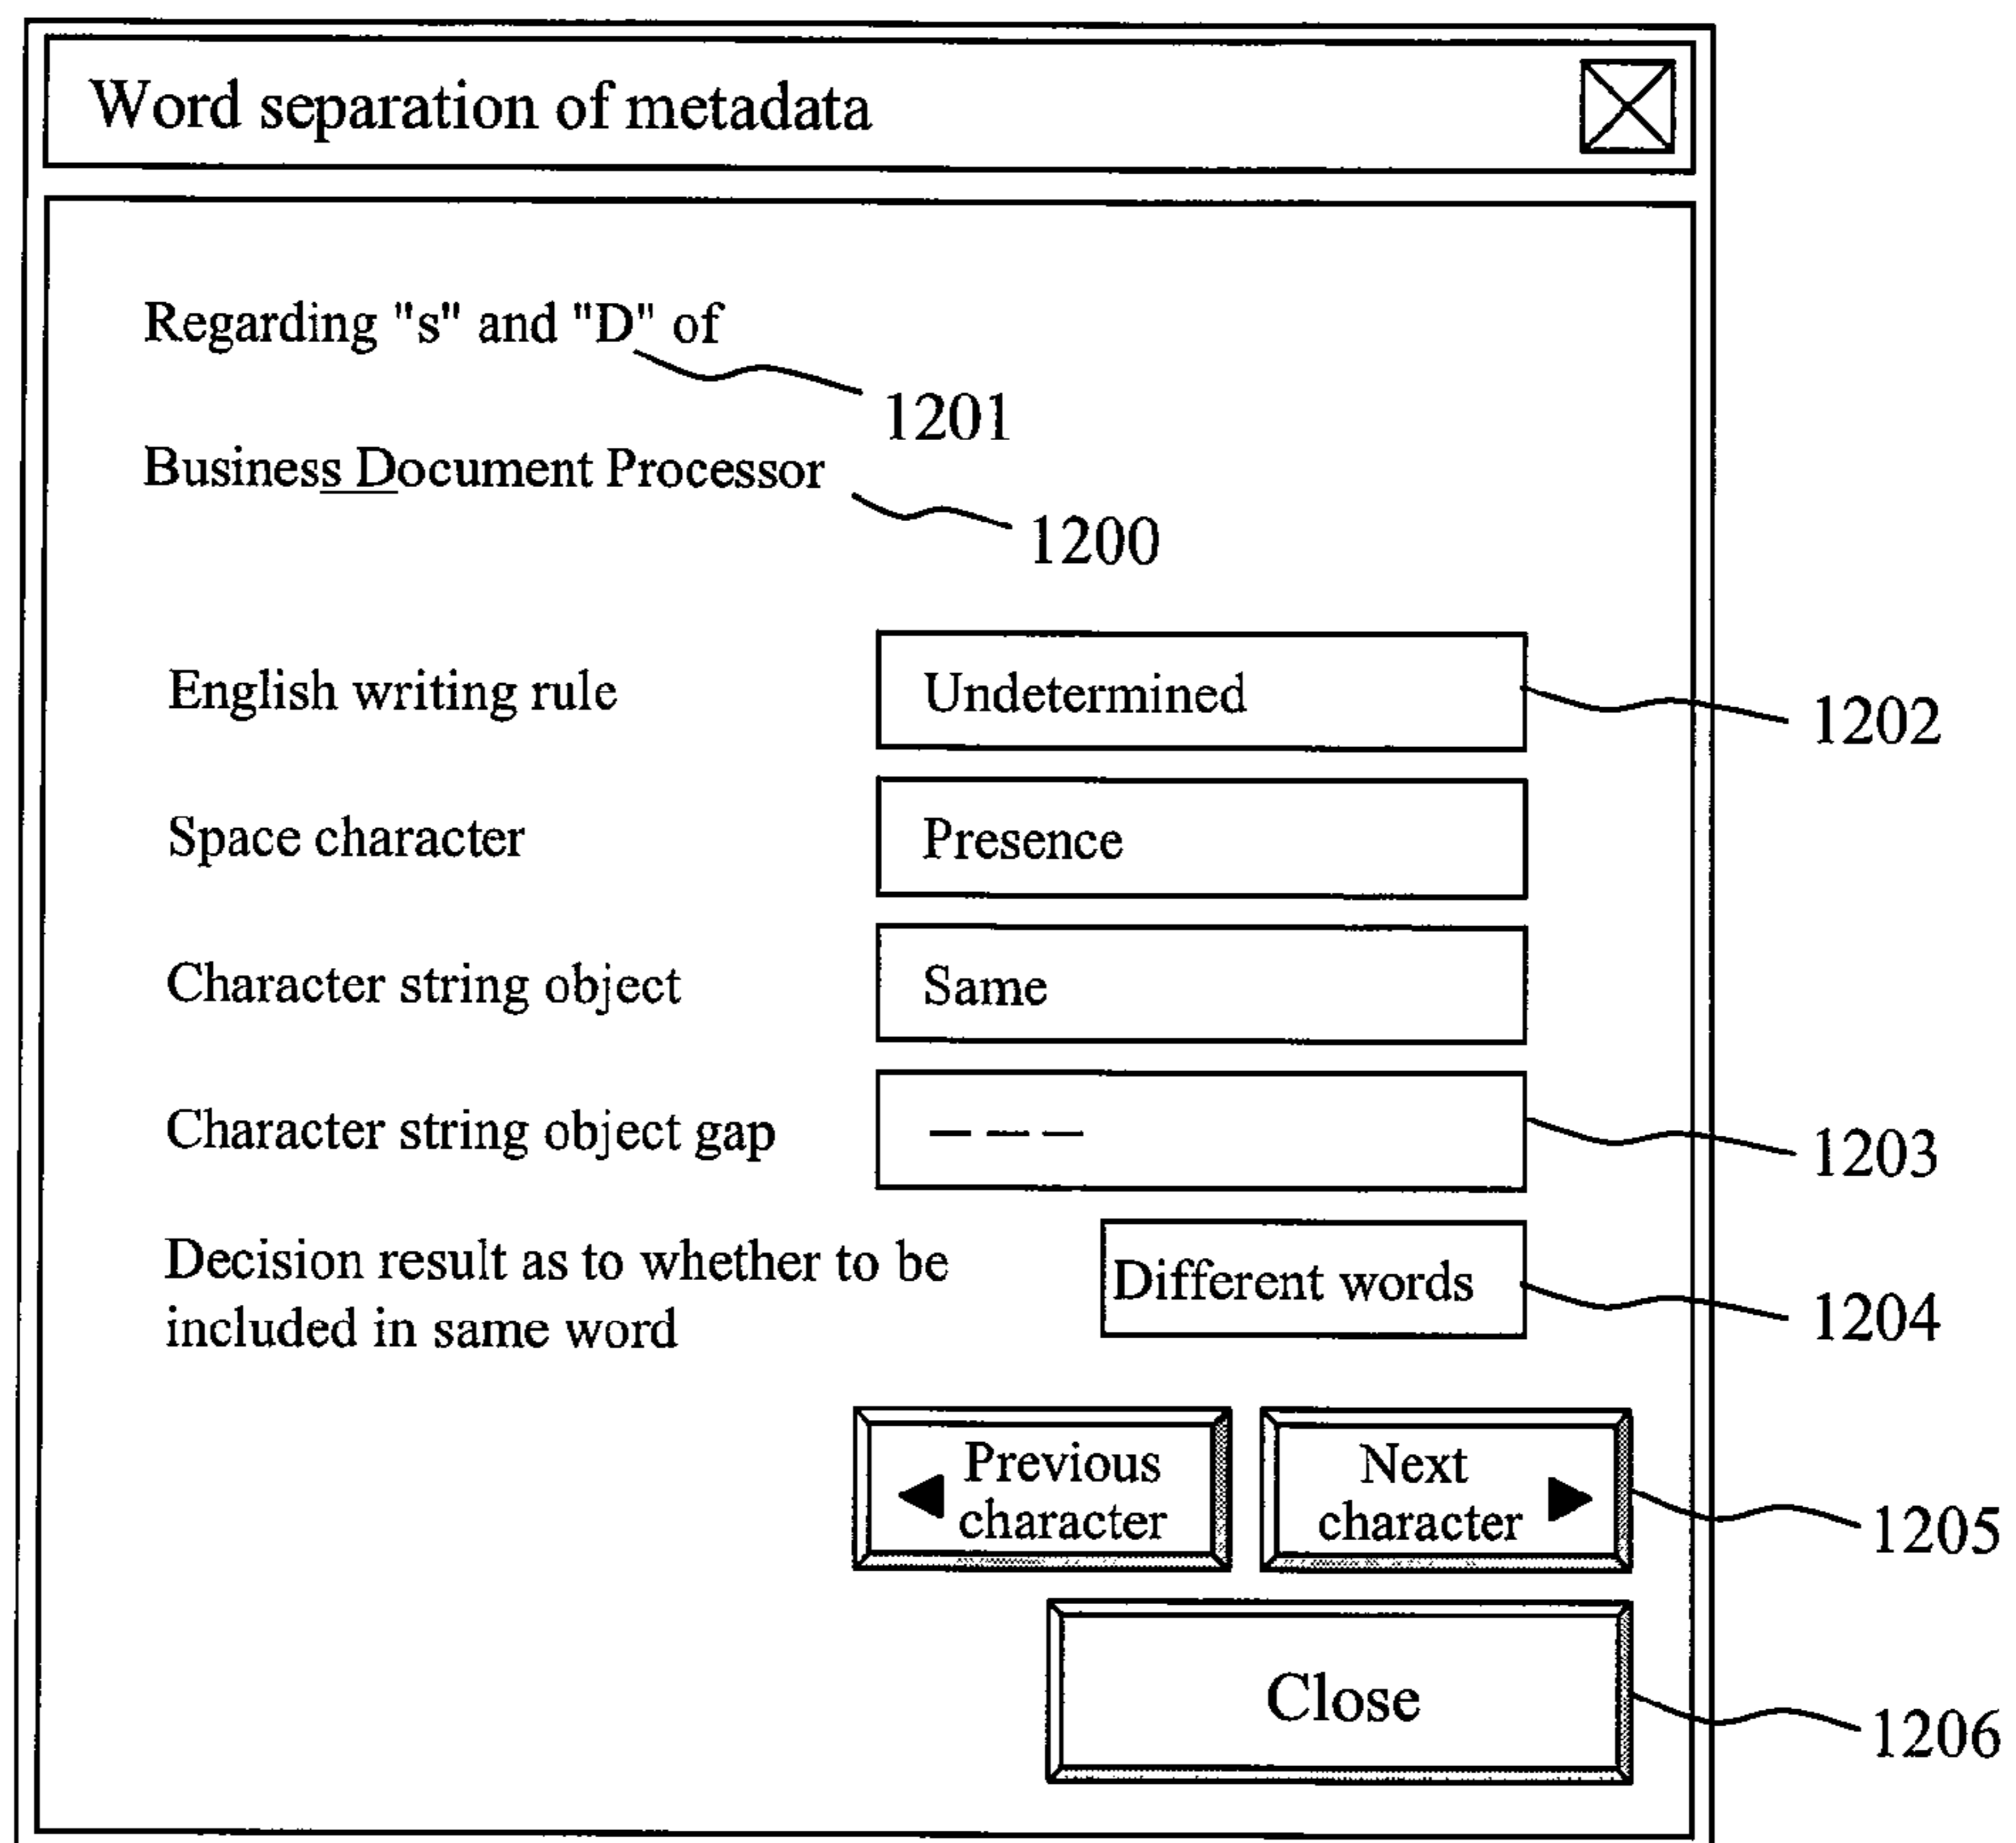 Word separation of metadata
Regarding "s" and "D" of
1201
Business Document Processor
1200
English writing rule
Undetermined
1202
Space character
Presence
Character string object
Same
Character string object gap
— — —
1203
Decision result as to whether to be
included in same word
Different words
1204
Previous
character
Next
character
1205
Close
1206